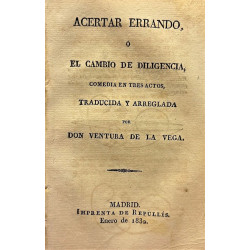 ACERTAR ERRANDO,
Ó
EL CAMBIO DE DILIGENCIA,
COMEDIA EN TRES ACTOS,
TRADUCIDA Y ARREGLADA
POR
DON VENTURA DE LA VEGA.
MADRID.
IMPRENTA DE REPULLÉS.
Enero de 1832.